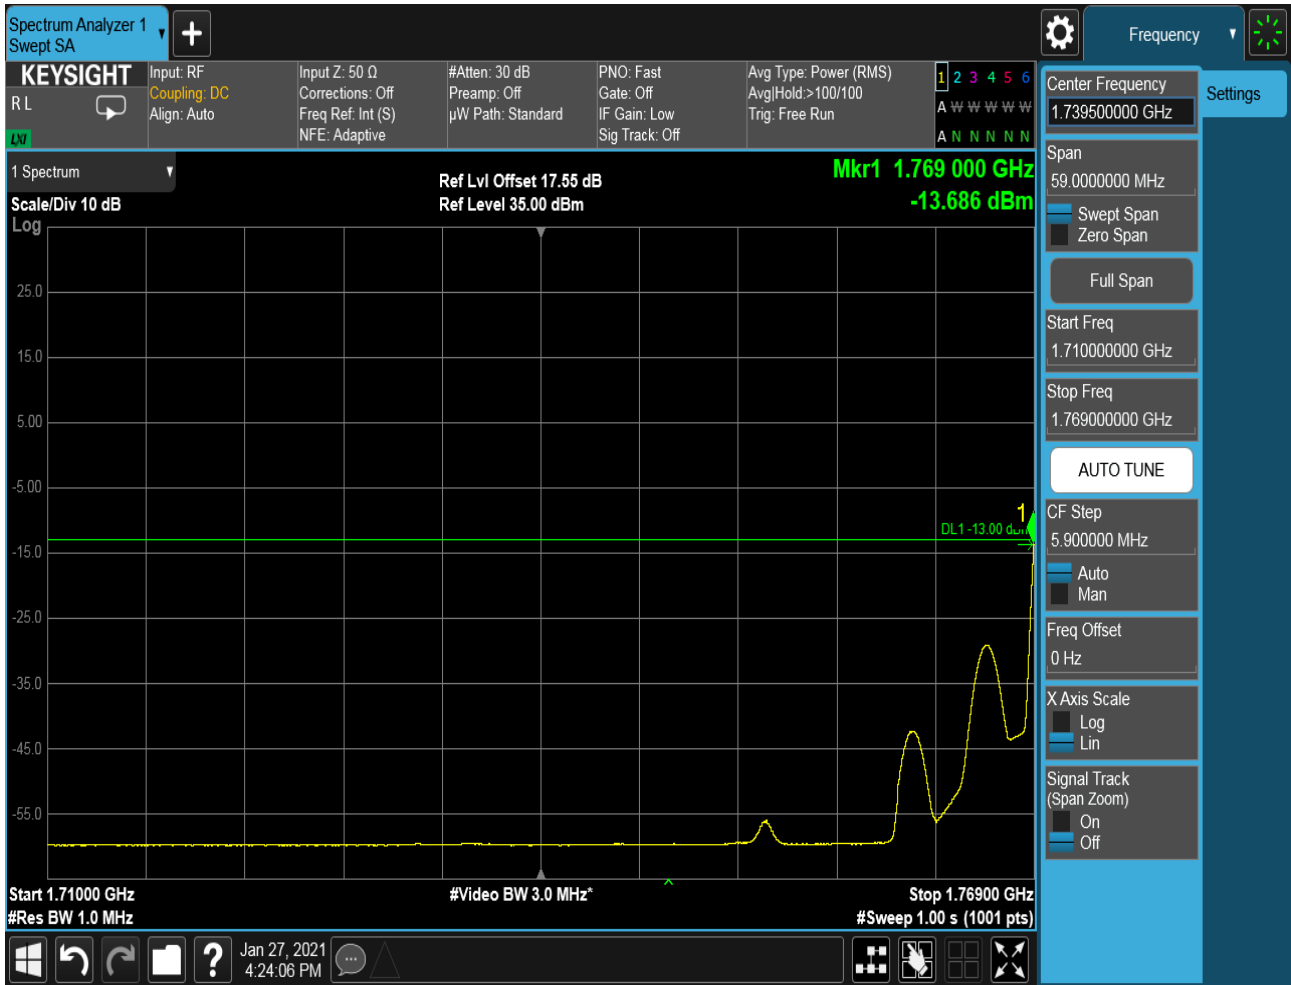 Spectrum Analyzer 1
Swept SA
Frequency
KEYSIGHT
R L
LXI
Input: RF
Coupling: DC
Align: Auto
Input Z: 50 Ω
Corrections: Off
Freq Ref: Int (S)
NFE: Adaptive
#Atten: 30 dB
Preamp: Off
µW Path: Standard
PNO: Fast
Gate: Off
IF Gain: Low
Sig Track: Off
Avg Type: Power (RMS)
Avg|Hold:>100/100
Trig: Free Run
1 2 3 4 5 6
A W W W W W
A N N N N N
1 Spectrum
Scale/Div 10 dB
Log
Ref Lvl Offset 17.55 dB
Ref Level 35.00 dBm
Mkr1 1.769 000 GHz
-13.686 dBm
25.0
15.0
5.00
-5.00
-15.0
-25.0
-35.0
-45.0
-55.0
1
DL1 -13.00 dBm
Start 1.71000 GHz
#Res BW 1.0 MHz
#Video BW 3.0 MHz*
Stop 1.76900 GHz
#Sweep 1.00 s (1001 pts)
Center Frequency
1.739500000 GHz
Settings
Span
59.0000000 MHz
Swept Span
Zero Span
Full Span
Start Freq
1.710000000 GHz
Stop Freq
1.769000000 GHz
AUTO TUNE
CF Step
5.900000 MHz
Auto
Man
Freq Offset
0 Hz
X Axis Scale
Log
Lin
Signal Track
(Span Zoom)
On
Off
Jan 27, 2021
4:24:06 PM